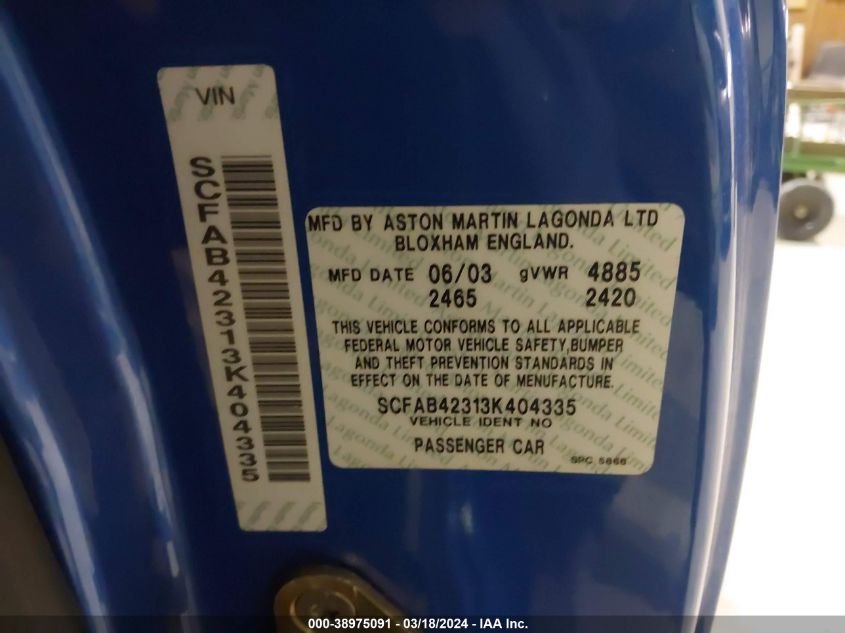 VIN
SCFAB42313K404335
MFD BY ASTON MARTIN LAGONDA LTD
BLOXHAM ENGLAND.
MFD DATE 06/03 gVWR 4885
2465 2420
THIS VEHICLE CONFORMS TO ALL APPLICABLE
FEDERAL MOTOR VEHICLE SAFETY,BUMPER
AND THEFT PREVENTION STANDARDS IN
EFFECT ON THE DATE OF MANUFACTURE.
SCFAB42313K404335
VEHICLE IDENT NO
PASSENGER CAR
SPC 5866
000-38975091 - 03/18/2024 - IAA Inc.